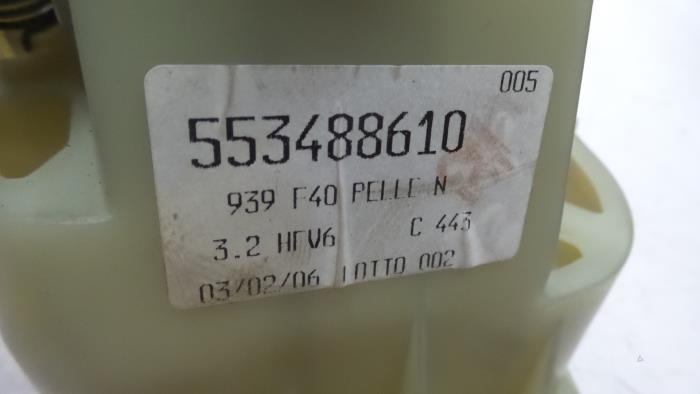 005
553488610
939 F40 PELLE N
3.2 HFV6 C 443
03/02/06 LOTTO 002